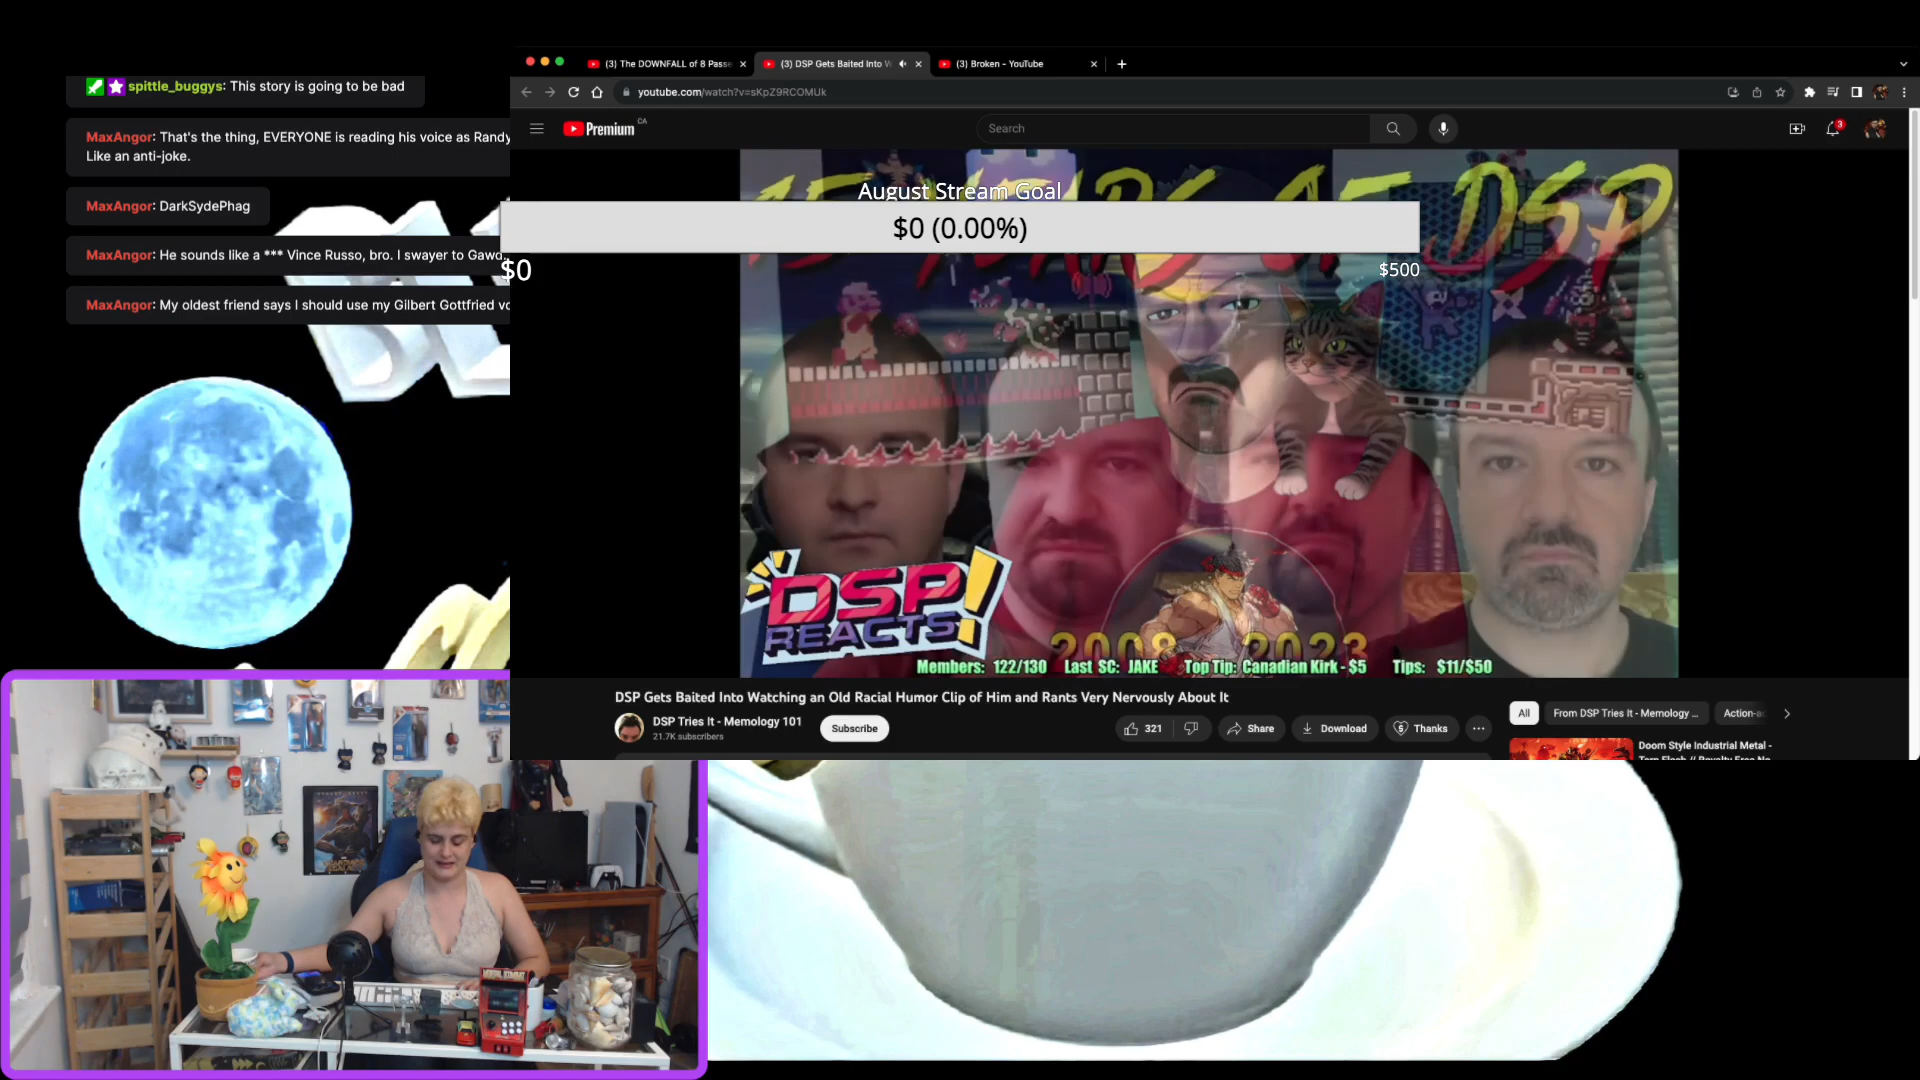 spittle_buggys: This story is going to be bad
MaxAngor: That's the thing, EVERYONE is reading his voice as Randy
Like an anti-joke.
MaxAngor: DarkSydePhag
MaxAngor: He sounds like a *** Vince Russo, bro. I swayer to Gawd.
MaxAngor: My oldest friend says I should use my Gilbert Gottfried vo
(3) The DOWNFALL of 8 Passe
(3) DSP Gets Baited Into W
(3) Broken - YouTube
youtube.com/watch?v=sKpZ9RCOMUk
Premium CA
Search
3
DSP
August Stream Goal
$0 (0.00%)
$0
$500
DSP
REACTS!
2008
2023
Members: 122/130 Last SC: JAKE Top Tip: Canadian Kirk - $5 Tips: $11/$50
DSP Gets Baited Into Watching an Old Racial Humor Clip of Him and Rants Very Nervously About It
DSP Tries It - Memology 101
21.7K subscribers
Subscribe
321
Share
Download
Thanks
All
From DSP Tries It - Memology ...
Doom Style Industrial Metal -
MORTAL KOMBAT